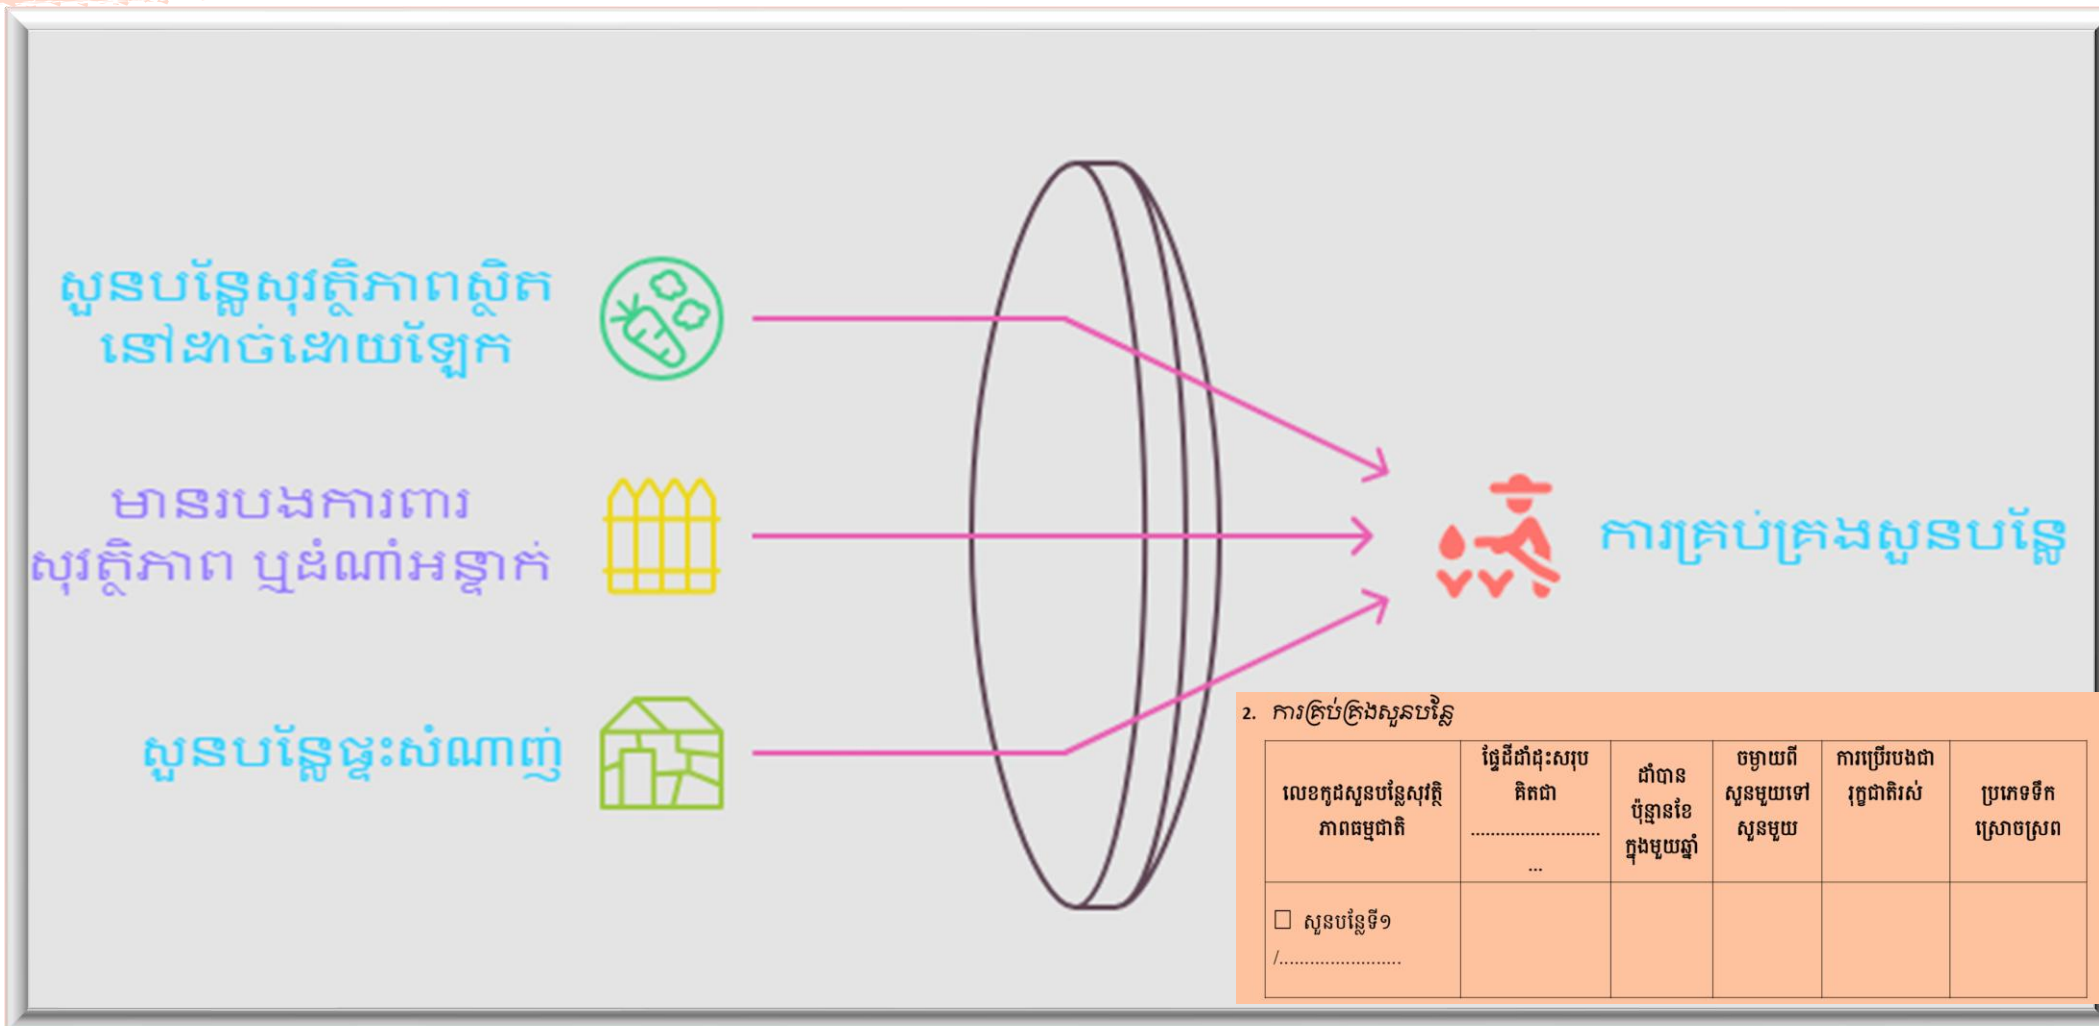 សួនបន្លែសុវត្ថិភាពស្ថិត
នៅដាច់ដោយឡែក
មានរបងការពារ
សុវត្ថិភាព ឬដំណាំអន្ទាក់
សួនបន្លែផ្ទះសំណាញ់
ការគ្រប់គ្រងសួនបន្លែ
2. ការគ្រប់គ្រងសួនបន្លែ
លេខកូដសួនបន្លែសុវត្ថិ
ភាពធម្មជាតិ
ផ្ទៃដីដាំដុះសរុប
គិតជា
..........................
...
ដាំបាន
ប៉ុន្មានខែ
ក្នុងមួយឆ្នាំ
ចម្ងាយពី
សួនមួយទៅ
សួនមួយ
ការប្រើរបងជា
រុក្ខជាតិរស់
ប្រភេទទឹក
ស្រោចស្រព
☐ សួនបន្លែទី១
/........................